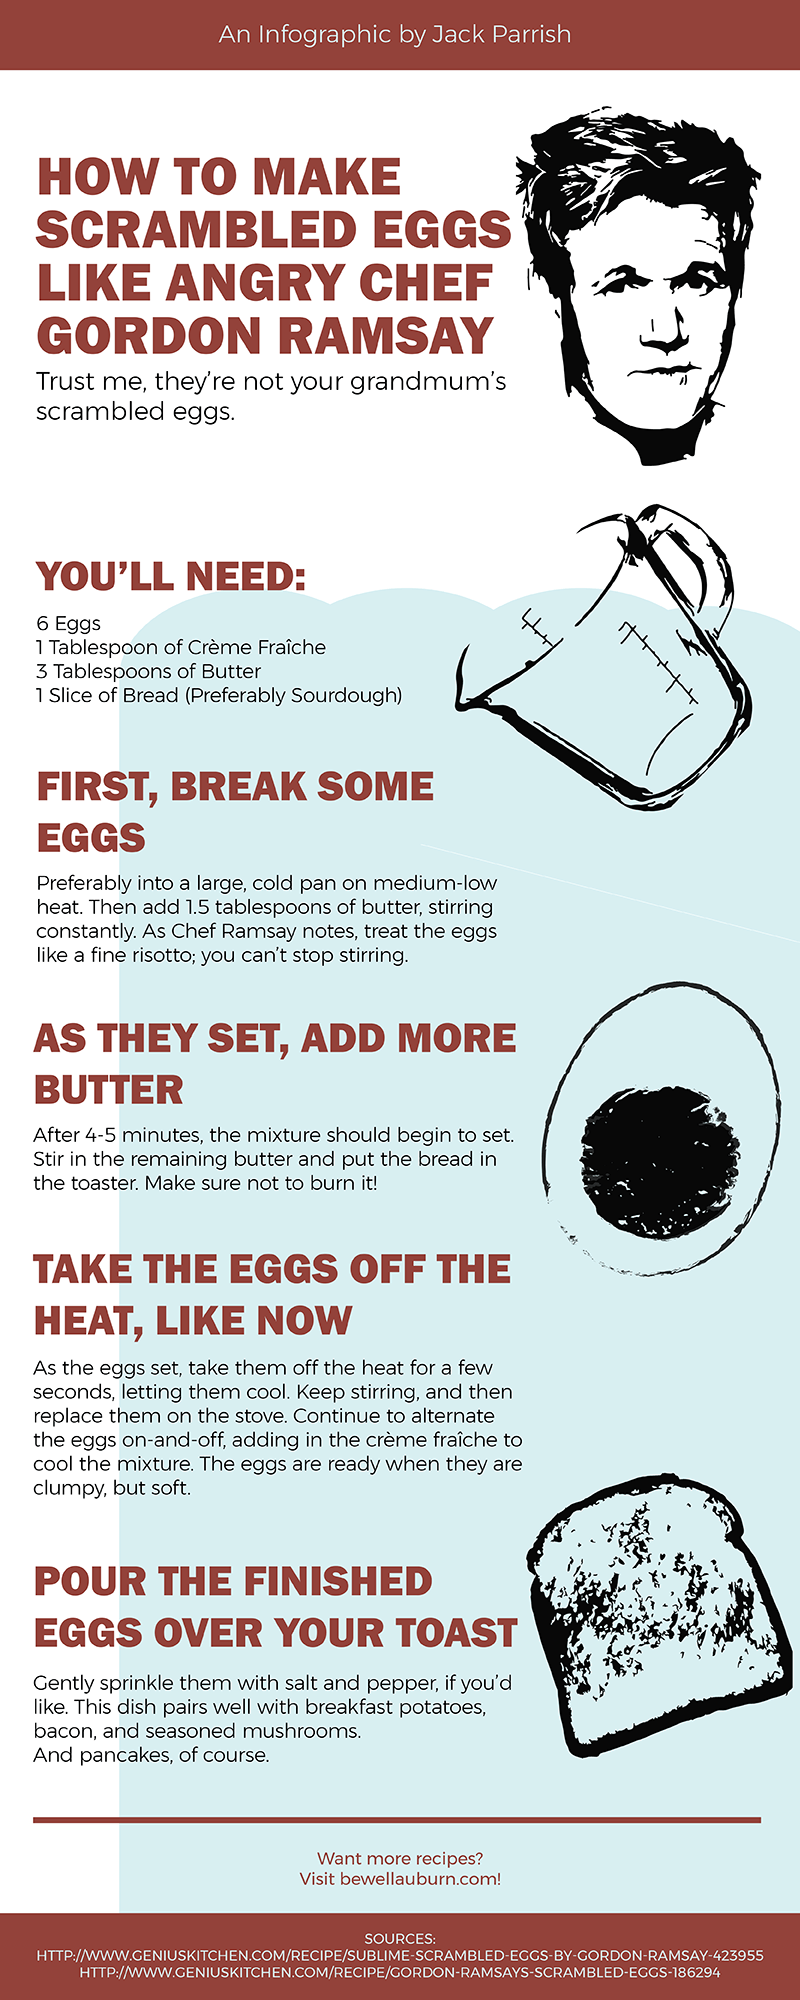 An Infographic by Jack Parrish
HOW TO MAKE
SCRAMBLED EGGS
LIKE ANGRY CHEF
GORDON RAMSAY
Trust me, they're not your grandmum's
scrambled eggs.
YOU'LL NEED:
6 Eggs
1 Tablespoon of Crème Fraîche
3 Tablespoons of Butter
1 Slice of Bread (Preferably Sourdough)
FIRST, BREAK SOME
EGGS
Preferably into a large, cold pan on medium-low
heat. Then add 1.5 tablespoons of butter, stirring
constantly. As Chef Ramsay notes, treat the eggs
like a fine risotto; you can't stop stirring.
AS THEY SET, ADD MORE
BUTTER
After 4-5 minutes, the mixture should begin to set.
Stir in the remaining butter and put the bread in
the toaster. Make sure not to burn it!
TAKE THE EGGS OFF THE
HEAT, LIKE NOW
As the eggs set, take them off the heat for a few
seconds, letting them cool. Keep stirring, and then
replace them on the stove. Continue to alternate
the eggs on-and-off, adding in the crème fraîche to
cool the mixture. The eggs are ready when they are
clumpy, but soft.
POUR THE FINISHED
EGGS OVER YOUR TOAST
Gently sprinkle them with salt and pepper, if you'd
like. This dish pairs well with breakfast potatoes,
bacon, and seasoned mushrooms.
And pancakes, of course.
Want more recipes?
Visit bewellauburn.com!
SOURCES:
HTTP://WWW.GENIUSKITCHEN.COM/RECIPE/SUBLIME-SCRAMBLED-EGGS-BY-GORDON-RAMSAY-423955
HTTP://WWW.GENIUSKITCHEN.COM/RECIPE/GORDON-RAMSAYS-SCRAMBLED-EGGS-186294